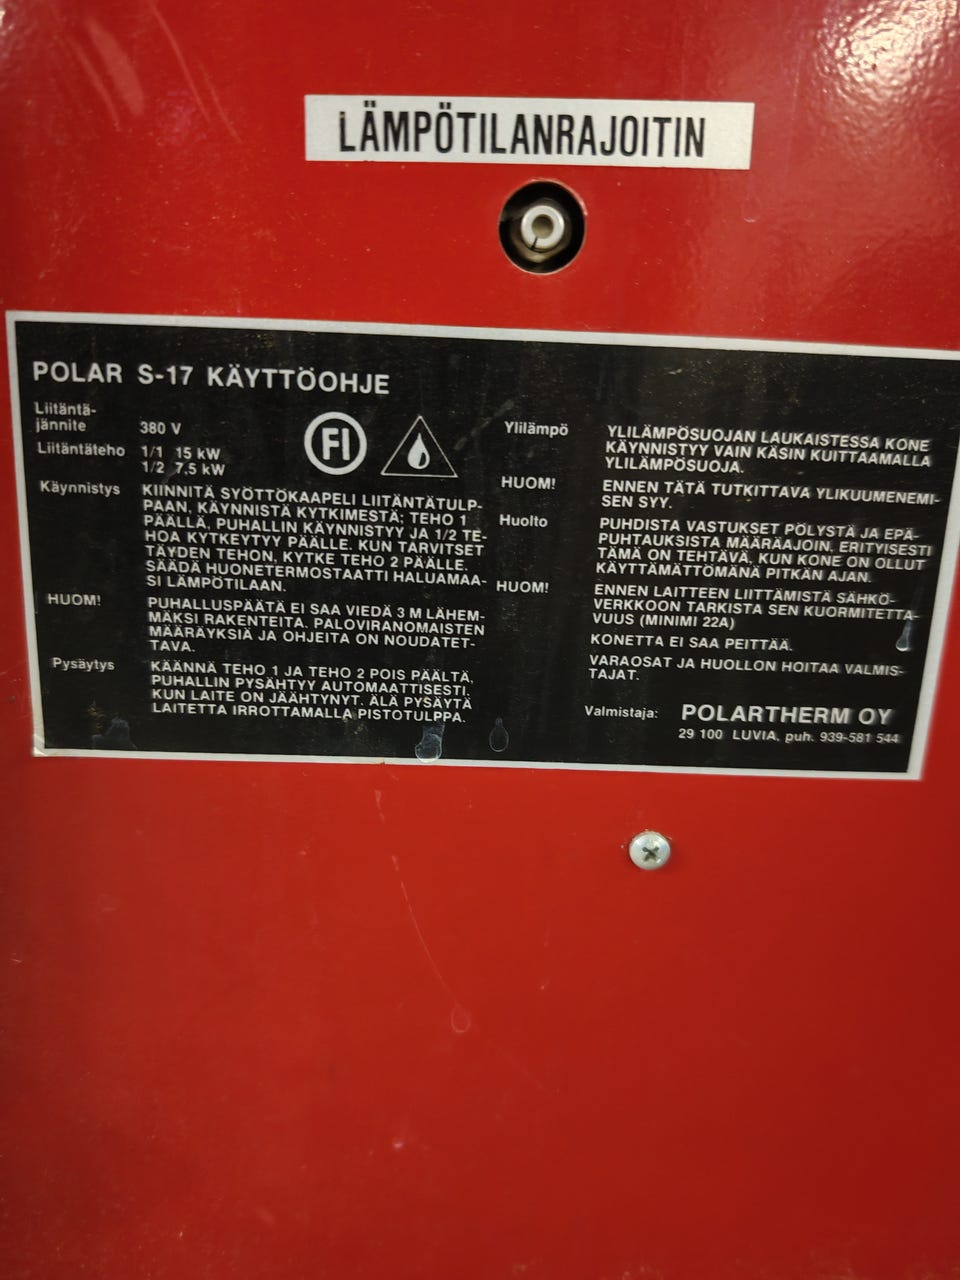 LÄMPÖTILANRAJOITIN
POLAR S-17 KÄYTTÖOHJE
Liitäntä-
jännite 380 V
Liitäntäteho 1/1 15 kW
1/2 7,5 kW
FI
Käynnistys KIINNITÄ SYÖTTÖKAAPELI LIITÄNTÄTULP-
PAAN, KÄYNNISTÄ KYTKIMESTÄ; TEHO 1
PÄÄLLÄ, PUHALLIN KÄYNNISTYY JA 1/2 TE-
HOA KYTKEYTYY PÄÄLLE. KUN TARVITSET
TÄYDEN TEHON, KYTKE TEHO 2 PÄÄLLE.
SÄÄDÄ HUONETERMOSTAATTI HALUAMAA-
SI LÄMPÖTILAAN.
HUOM! PUHALLUSPÄÄTÄ EI SAA VIEDÄ 3 M LÄHEM-
MÄKSI RAKENTEITA. PALOVIRANOMAISTEN
MÄÄRÄYKSIÄ JA OHJEITA ON NOUDATET-
TAVA.
Pysäytys KÄÄNNÄ TEHO 1 JA TEHO 2 POIS PÄÄLTÄ,
PUHALLIN PYSÄHTYY AUTOMAATTISESTI.
KUN LAITE ON JÄÄHTYNYT. ÄLÄ PYSÄYTÄ
LAITETTA IRROTTAMALLA PISTOTULPPA.
Ylilämpö YLILÄMPÖSUOJAN LAUKAISTESSA KONE
KÄYNNISTYY VAIN KÄSIN KUITTAAMALLA
YLILÄMPÖSUOJA.
HUOM! ENNEN TÄTÄ TUTKITTAVA YLIKUUMENEMI-
SEN SYY.
Huolto PUHDISTA VASTUKSET PÖLYSTÄ JA EPÄ-
PUHTAUKSISTA MÄÄRÄAJOIN. ERITYISESTI
TÄMÄ ON TEHTÄVÄ, KUN KONE ON OLLUT
KÄYTTÄMÄTTÖMÄNÄ PITKÄN AJAN.
HUOM! ENNEN LAITTEEN LIITTÄMISTÄ SÄHKÖ-
VERKKOON TARKISTA SEN KUORMITETTA-
VUUS (MINIMI 22A)
KONETTA EI SAA PEITTÄÄ.
VARAOSAT JA HUOLLON HOITAA VALMIS-
TAJAT.
Valmistaja: POLARTHERM OY
29 100 LUVIA, puh. 939-581 544